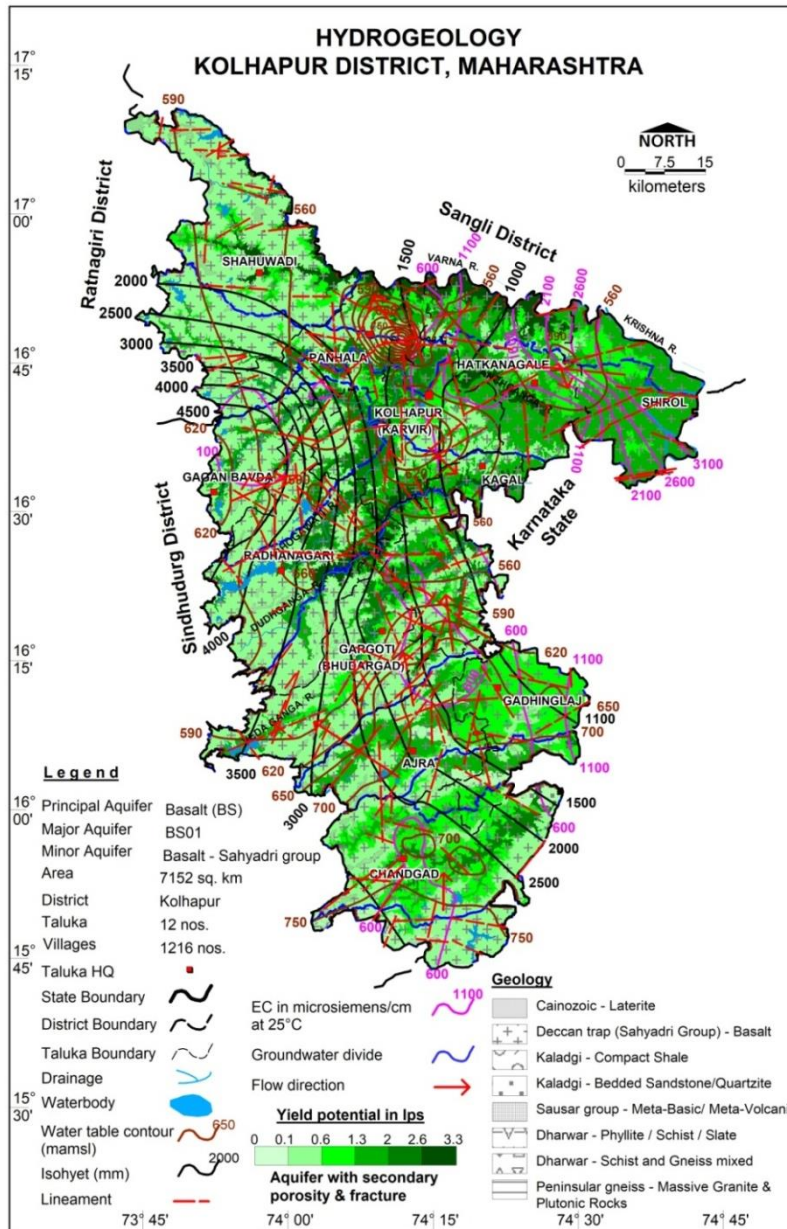 HYDROGEOLOGY
KOLHAPUR DISTRICT, MAHARASHTRA
17°
15'
590
NORTH
0 7.5 15
kilometers
17°
00'
560
Ratnagiri District
Sangli District
SHAHUWADI
1500
600
VARNA R.
1100
560
1000
2100
2600
560
2000
2500
3000
3500
4000
4500
KRISHNA R.
16°
45'
PANHALA
HATKANAGALE
SHIROL
KOLHAPUR
(KARVIR)
620
100
GAGAN BAVDA
KAGAL
1100
3100
2600
2100
16°
30'
620
560
Karnataka
State
Sindhudurg District
RADHANAGARI
560
DUDHGANGA R.
560
590
4000
600
620
1100
16°
15'
GARGOTI
(BHUDARGAD)
GADHINGLAJ
650
1100
700
590
3500
620
AJRA
1100
650
700
3000
1500
600
16°
00'
700
2000
2500
CHANDGAD
750
600
750
600
15°
45'
Legend
Principal Aquifer Basalt (BS)
Major Aquifer BS01
Minor Aquifer Basalt - Sahyadri group
Area 7152 sq. km
District Kolhapur
Taluka 12 nos.
Villages 1216 nos.
Taluka HQ
State Boundary
District Boundary
Taluka Boundary
Drainage
Waterbody
Water table contour 650
(mamsl)
Isohyet (mm) 2000
Lineament
EC in microsiemens/cm 1100
at 25°C
Groundwater divide
Flow direction
Yield potential in lps
0 0.1 0.6 1.3 2 2.6 3.3
Aquifer with secondary
porosity & fracture
Geology
Cainozoic - Laterite
Deccan trap (Sahyadri Group) - Basalt
Kaladgi - Compact Shale
Kaladgi - Bedded Sandstone/Quartzite
Sausar group - Meta-Basic/ Meta-Volcani
Dharwar - Phyllite / Schist / Slate
Dharwar - Schist and Gneiss mixed
Peninsular gneiss - Massive Granite &
Plutonic Rocks
15°
30'
73° 45' 74° 00' 74° 15' 74° 30' 74° 45'